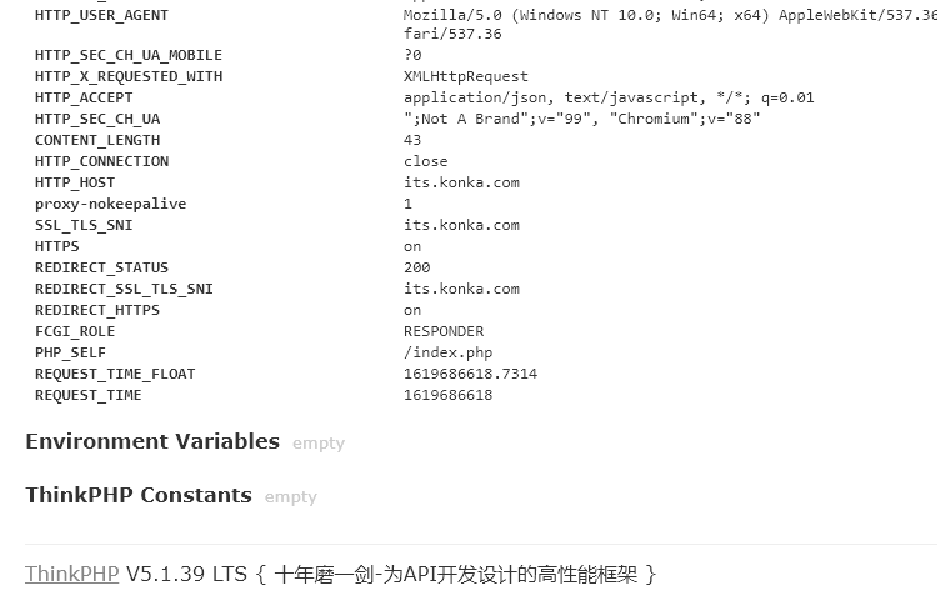 HTTP_USER_AGENT Mozilla/5.0 (Windows NT 10.0; Win64; x64) AppleWebKit/537.36
fari/537.36
HTTP_SEC_CH_UA_MOBILE ?0
HTTP_X_REQUESTED_WITH XMLHttpRequest
HTTP_ACCEPT application/json, text/javascript, */*; q=0.01
HTTP_SEC_CH_UA ";Not A Brand";v="99", "Chromium";v="88"
CONTENT_LENGTH 43
HTTP_CONNECTION close
HTTP_HOST its.konka.com
proxy-nokeepalive 1
SSL_TLS_SNI its.konka.com
HTTPS on
REDIRECT_STATUS 200
REDIRECT_SSL_TLS_SNI its.konka.com
REDIRECT_HTTPS on
FCGI_ROLE RESPONDER
PHP_SELF /index.php
REQUEST_TIME_FLOAT 1619686618.7314
REQUEST_TIME 1619686618
Environment Variables empty
ThinkPHP Constants empty
ThinkPHP V5.1.39 LTS { 十年磨一剑-为API开发设计的高性能框架 }